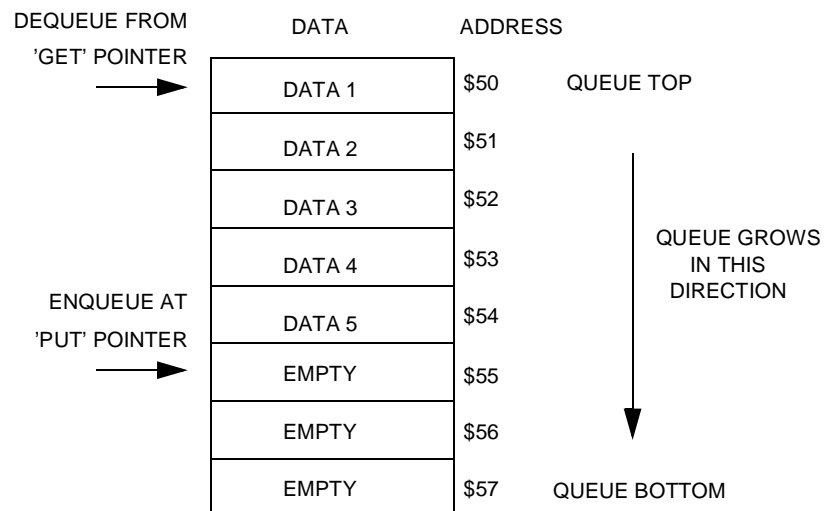 DEQUEUE FROM
’GET’ POINTER
DATA
ADDRESS
DATA 1
$50
QUEUE TOP
DATA 2
$51
DATA 3
$52
DATA 4
$53
QUEUE GROWS
IN THIS
DIRECTION
ENQUEUE AT
’PUT’ POINTER
DATA 5
$54
EMPTY
$55
EMPTY
$56
EMPTY
$57
QUEUE BOTTOM